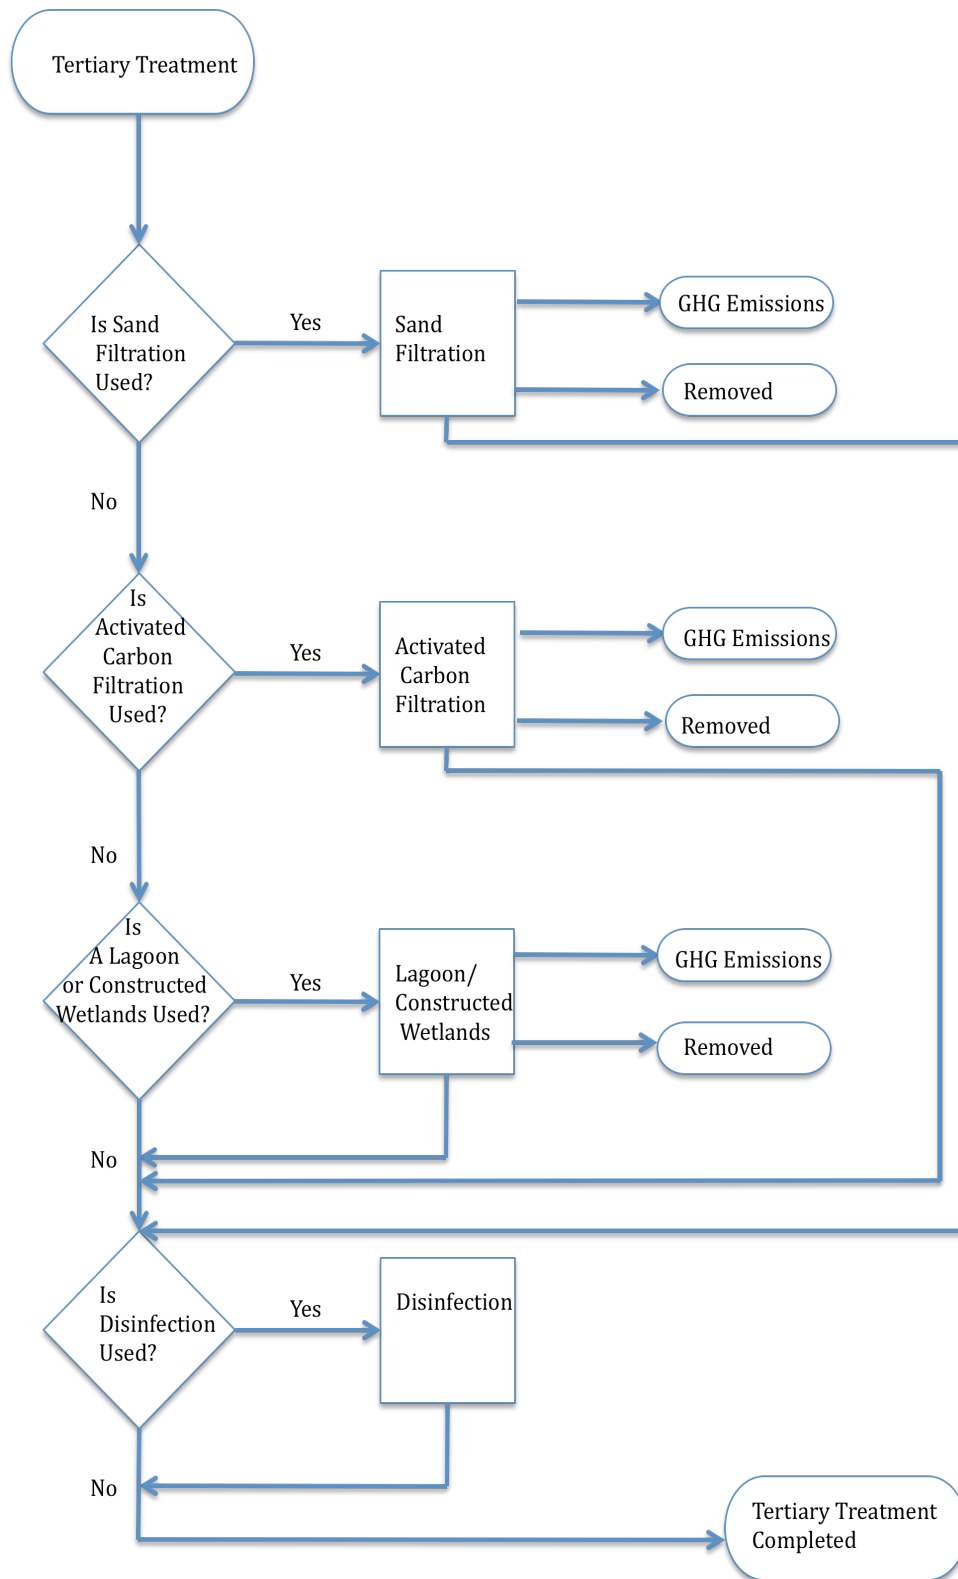 Tertiary Treatment
Is Sand
Filtration
Used?
Yes
Sand
Filtration
GHG Emissions
Removed
No
Is
Activated
Carbon
Filtration
Used?
Yes
Activated
Carbon
Filtration
GHG Emissions
Removed
No
Is
A Lagoon
or Constructed
Wetlands Used?
Yes
Lagoon/
Constructed
Wetlands
GHG Emissions
Removed
No
Is
Disinfection
Used?
Yes
Disinfection
No
Tertiary Treatment
Completed